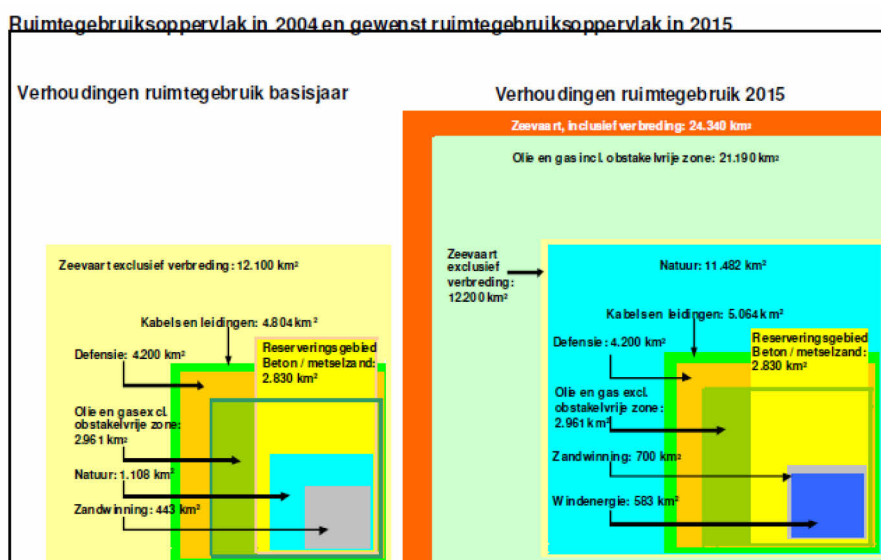 Ruimtegebruiksoppervlak in 2004 en gewenst ruimtegebruiksoppervlak in 2015
Verhoudingen ruimtegebruik basisjaar
Zeevaart exclusief verbreding: 12.100 km²
Kabels en leidingen: 4.804 km²
Defensie: 4.200 km²
Reserveringsgebied
Beton / metselzand:
2.830 km²
Olie en gas excl.
obstakelvrije zone:
2.961 km²
Natuur: 1.108 km²
Zandwinning: 443 km²
Verhoudingen ruimtegebruik 2015
Zeevaart, inclusief verbreding: 24.340 km²
Olie en gas incl. obstakelvrije zone: 21.190 km²
Zeevaart
exclusief
verbreding:
12.200 km²
Natuur: 11.482 km²
Kabels en leidingen: 5.064 km²
Defensie: 4.200 km²
Reserveringsgebied
Beton / metselzand:
2.830 km²
Olie en gas excl.
obstakelvrije zone:
2.961 km²
Zandwinning: 700 km²
Windenergie: 583 km²